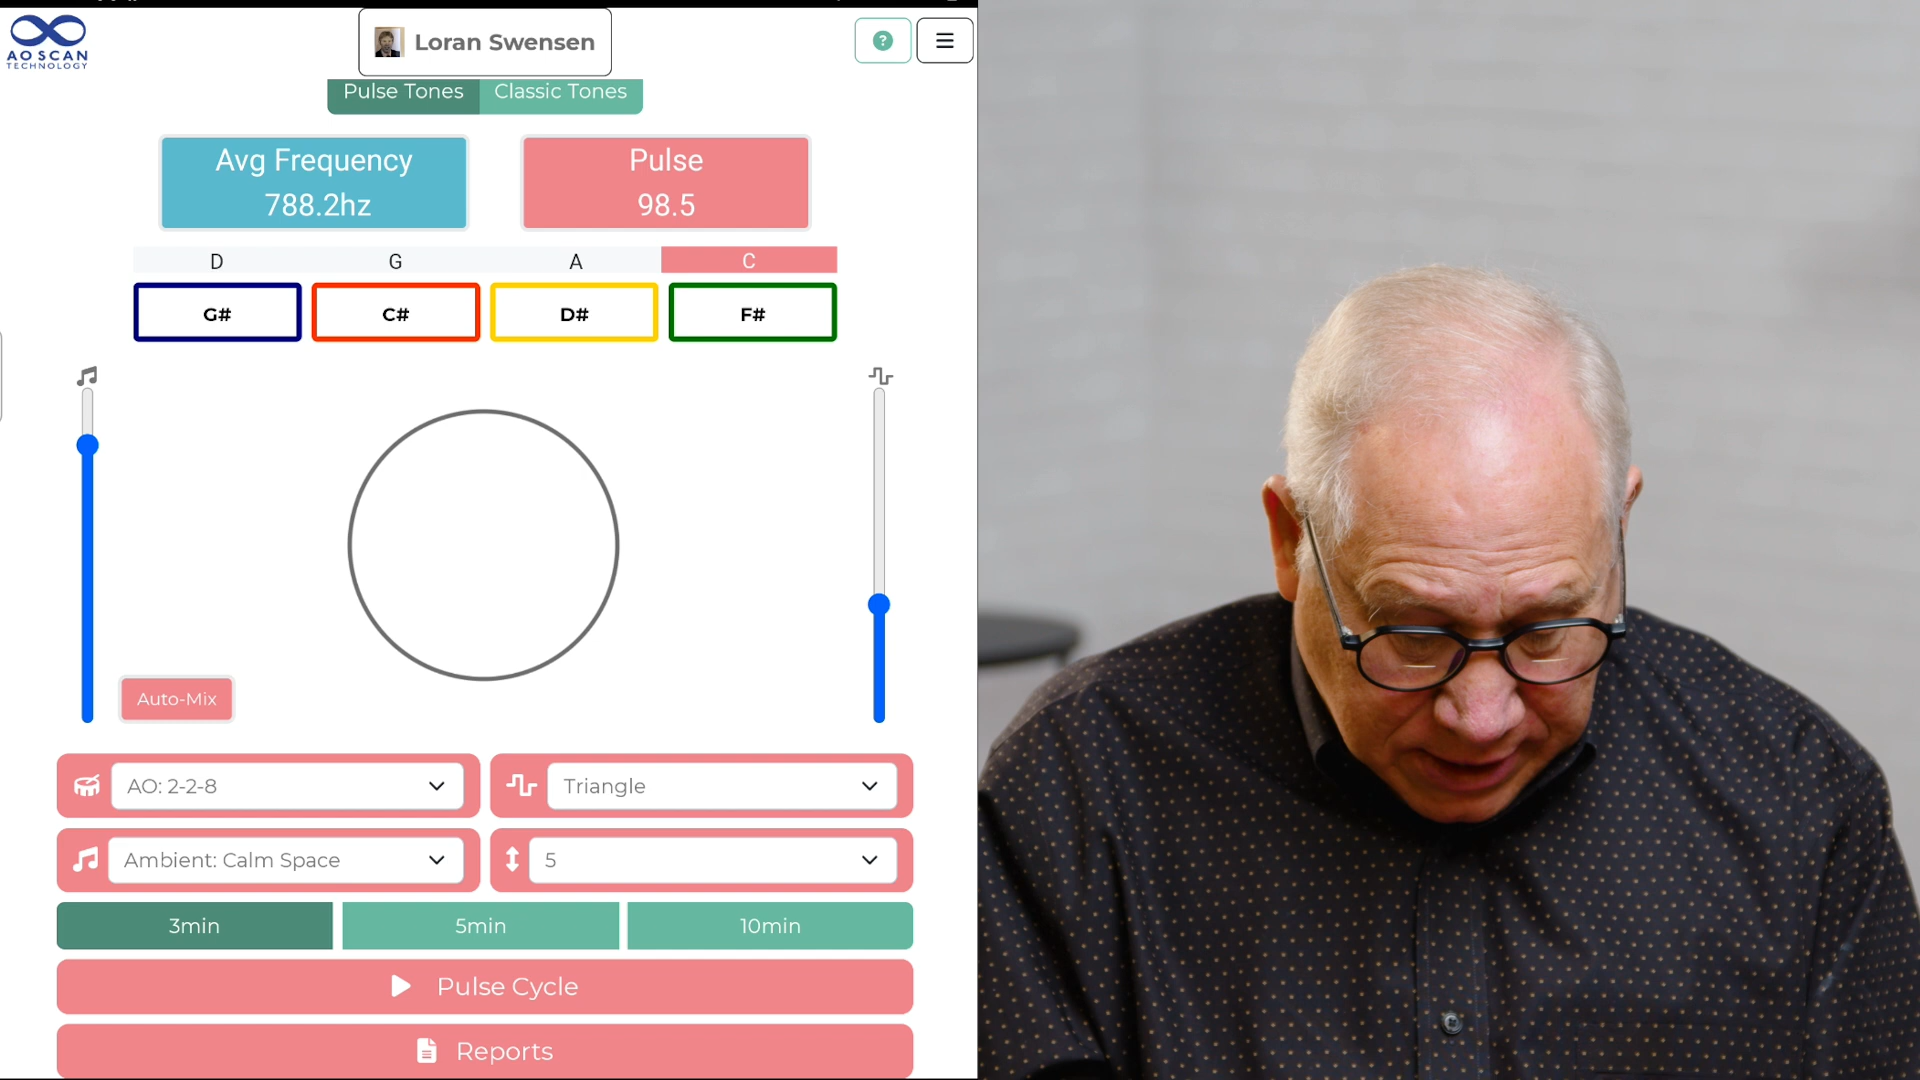 AO SCAN
TECHNOLOGY
Loran Swensen
?
Pulse Tones
Classic Tones
Avg Frequency
788.2hz
Pulse
98.5
D
G
A
C
G#
C#
D#
F#
Auto-Mix
AO: 2-2-8
Triangle
Ambient: Calm Space
5
3min
5min
10min
Pulse Cycle
Reports